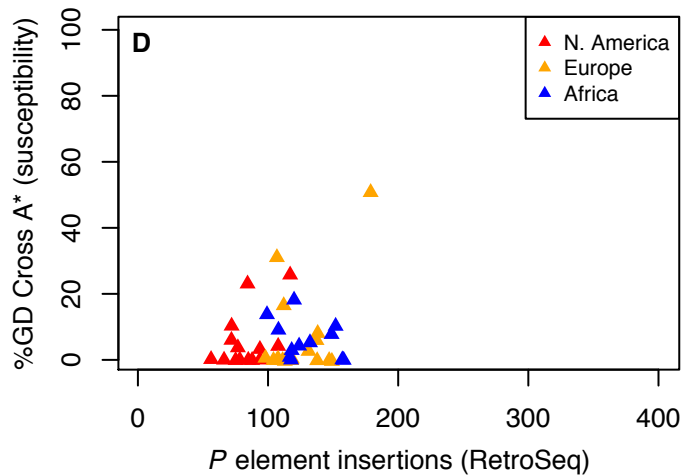 D
N. America
Europe
Africa
%GD Cross A* (susceptibility)
100
80
60
40
20
0
0 100 200 300 400
P element insertions (RetroSeq)